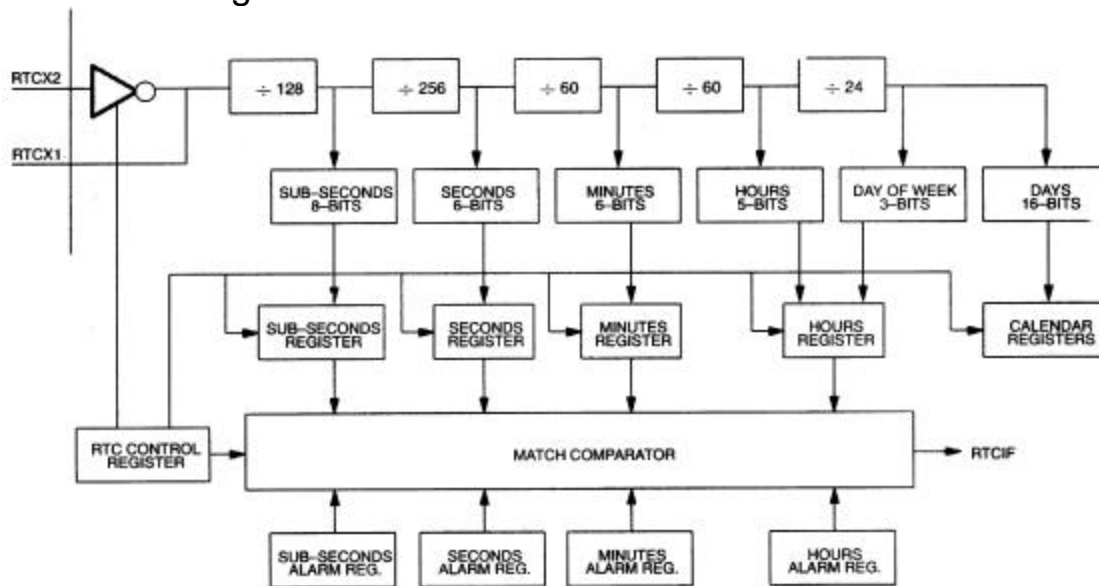 RTCX2
÷ 128
÷ 256
÷ 60
÷ 60
÷ 24
RTCX1
SUB–SECONDS
8–BITS
SECONDS
6–BITS
MINUTES
6–BITS
HOURS
5–BITS
DAY OF WEEK
3–BITS
DAYS
16–BITS
SUB–SECONDS
REGISTER
SECONDS
REGISTER
MINUTES
REGISTER
HOURS
REGISTER
CALENDAR
REGISTERS
RTC CONTROL
REGISTER
MATCH COMPARATOR
RTCIF
SUB–SECONDS
ALARM REG.
SECONDS
ALARM REG.
MINUTES
ALARM REG.
HOURS
ALARM REG.